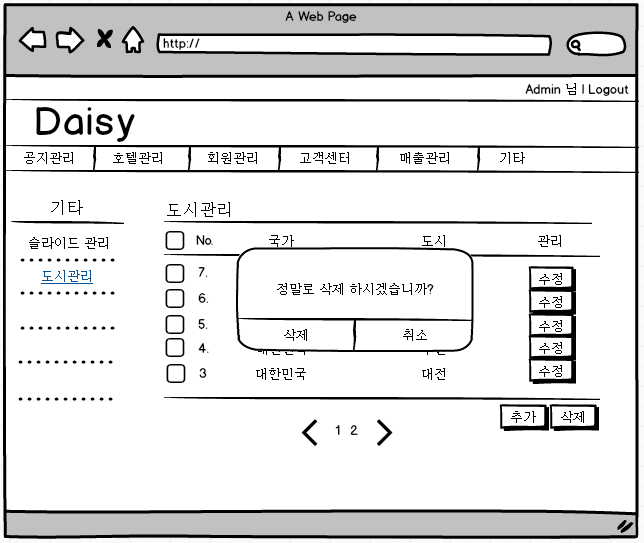 A Web Page
http://
Admin 님 | Logout
Daisy
공지관리 호텔관리 회원관리 고객센터 매출관리 기타
기타
슬라이드 관리
도시관리
도시관리
No. 국가 도시 관리
7. 수정
6. 수정
5. 수정
4. 수정
3 대한민국 대전 수정
정말로 삭제 하시겠습니까?
삭제 취소
추가 삭제
1 2